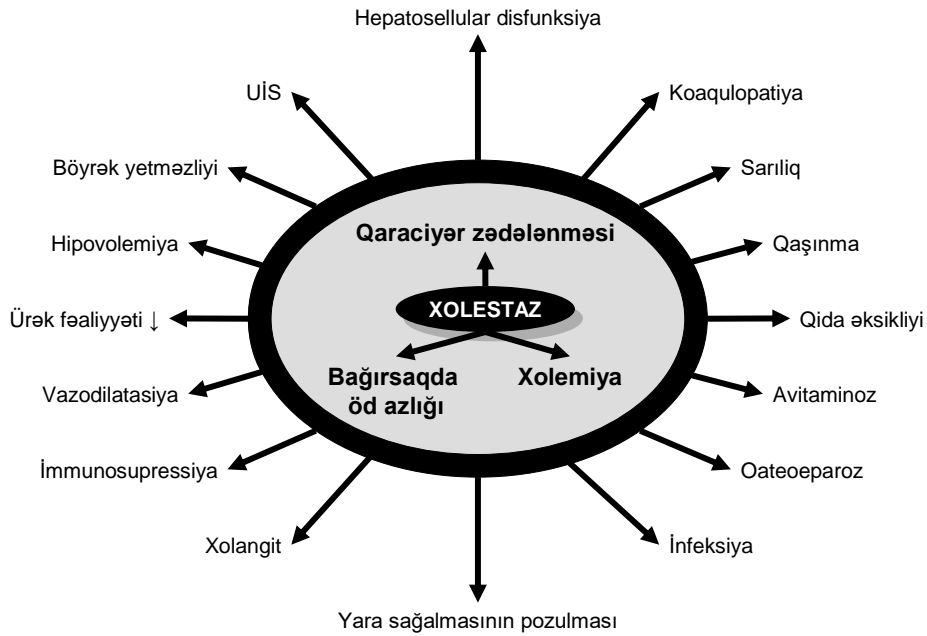 Hepatosellular disfunksiya
UİS
Koaqulopatiya
Böyrək yetməzliyi
Sarılıq
Qaraciyər zədələnməsi
Hipovolemiya
Qaşınma
XOLESTAZ
Ürək fəaliyyəti ↓
Qida əksikliyi
Bağırsaqda
öd azlığı
Xolemiya
Vazodilatasiya
Avitaminoz
İmmunosupressiya
Oateoeparoz
Xolangit
İnfeksiya
Yara sağalmasının pozulması